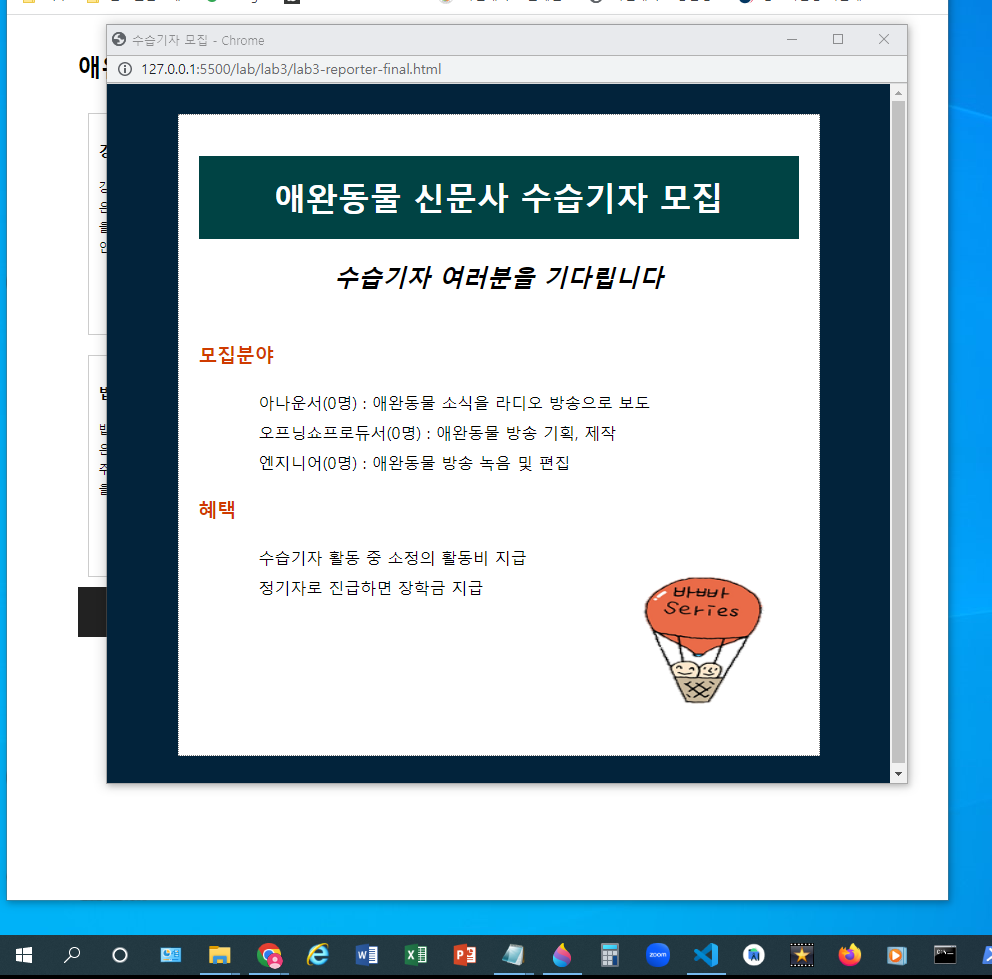 수습기자 모집 - Chrome
127.0.0.1:5500/lab/lab3/lab3-reporter-final.html
애완동물 신문사 수습기자 모집
수습기자 여러분을 기다립니다
모집분야
아나운서(0명) : 애완동물 소식을 라디오 방송으로 보도
오프닝쇼프로듀서(0명) : 애완동물 방송 기획, 제작
엔지니어(0명) : 애완동물 방송 녹음 및 편집
혜택
수습기자 활동 중 소정의 활동비 지급
정기자로 진급하면 장학금 지급
바빠
Series
zoom